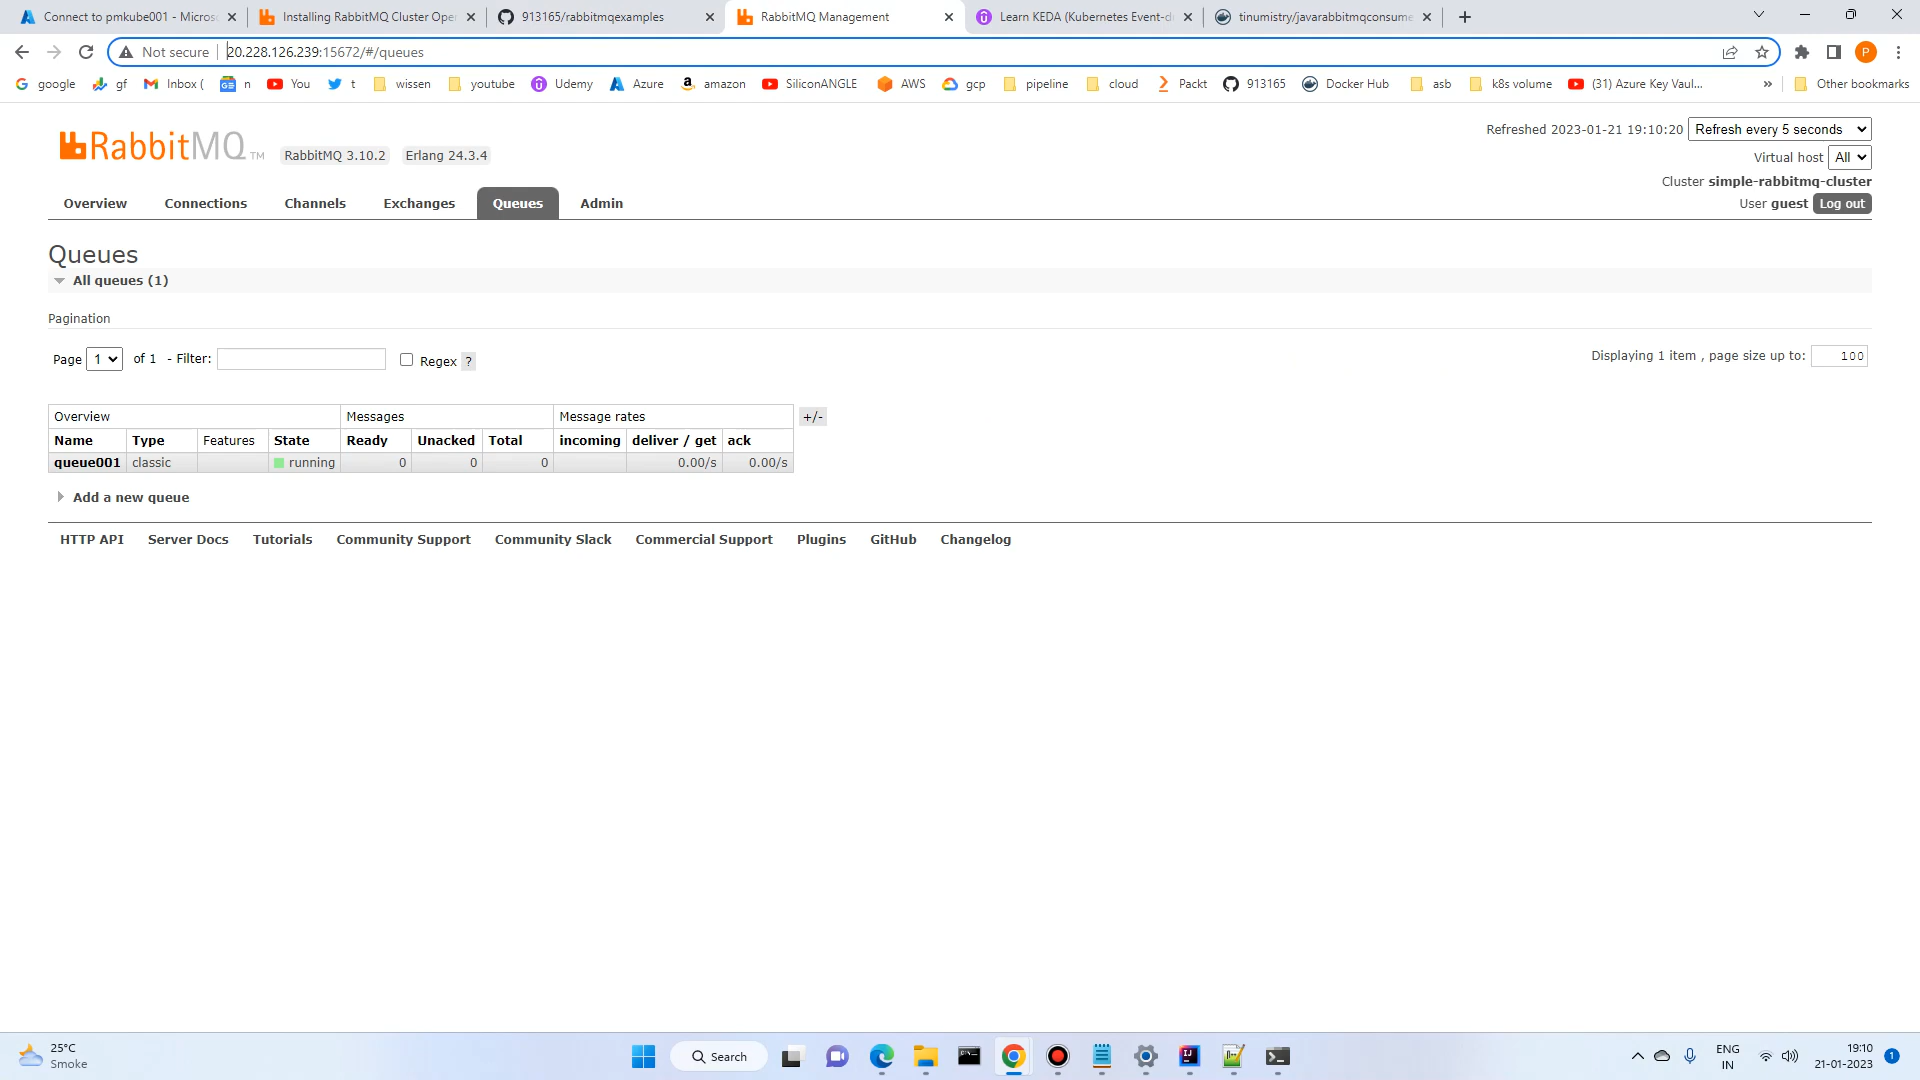 Connect to pmkube001 - Micros
Installing RabbitMQ Cluster Ope
913165/rabbitmqexamples
RabbitMQ Management
Learn KEDA (Kubernetes Event-d
tinumistry/javarabbitmqconsume
Not secure
20.228.126.239:15672/#/queues
P
google
gf
Inbox (
n
You
t
wissen
youtube
Udemy
Azure
amazon
SiliconANGLE
AWS
gcp
pipeline
cloud
Packt
913165
Docker Hub
asb
k8s volume
(31) Azure Key Vaul...
»
Other bookmarks
RabbitMQ TM
RabbitMQ 3.10.2
Erlang 24.3.4
Refreshed 2023-01-21 19:10:20 Refresh every 5 seconds
Virtual host All
Cluster simple-rabbitmq-cluster
User guest Log out
Overview
Connections
Channels
Exchanges
Queues
Admin
Queues
All queues (1)
Pagination
Page 1 of 1 - Filter:
Regex ?
Displaying 1 item , page size up to: 100
Overview Messages Message rates +/-
Name Type Features State Ready Unacked Total incoming deliver / get ack
queue001 classic running 0 0 0 0.00/s 0.00/s
Add a new queue
HTTP API
Server Docs
Tutorials
Community Support
Community Slack
Commercial Support
Plugins
GitHub
Changelog
25°C
Smoke
Search
ENG
IN
19:10
21-01-2023
1